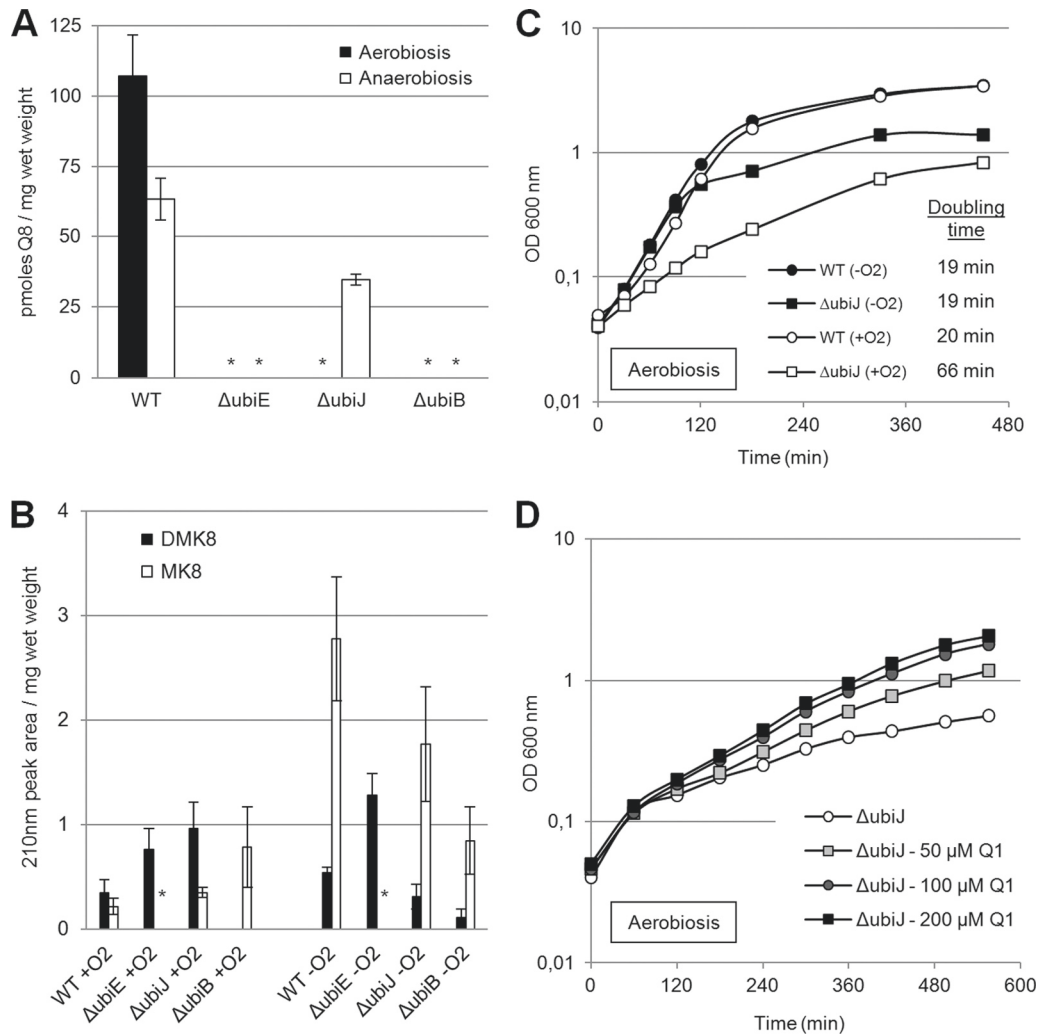 A
125
100
75
50
25
0
pmoles Q8 / mg wet weight
Aerobiosis
Anaerobiosis
* * * * *
WT ΔubiE ΔubiJ ΔubiB
B
4
3
2
1
0
210nm peak area / mg wet weight
DMK8
MK8
* *
WT +O2
ΔubiE +O2
ΔubiJ +O2
ΔubiB +O2
WT -O2
ΔubiE -O2
ΔubiJ -O2
ΔubiB -O2
C
10
1
0,1
0,01
OD 600 nm
Doubling
time
WT (-O2) 19 min
ΔubiJ (-O2) 19 min
WT (+O2) 20 min
ΔubiJ (+O2) 66 min
Aerobiosis
0 120 240 360 480
Time (min)
D
10
1
0,1
0,01
OD 600 nm
ΔubiJ
ΔubiJ - 50 µM Q1
ΔubiJ - 100 µM Q1
ΔubiJ - 200 µM Q1
Aerobiosis
0 120 240 360 480 600
Time (min)